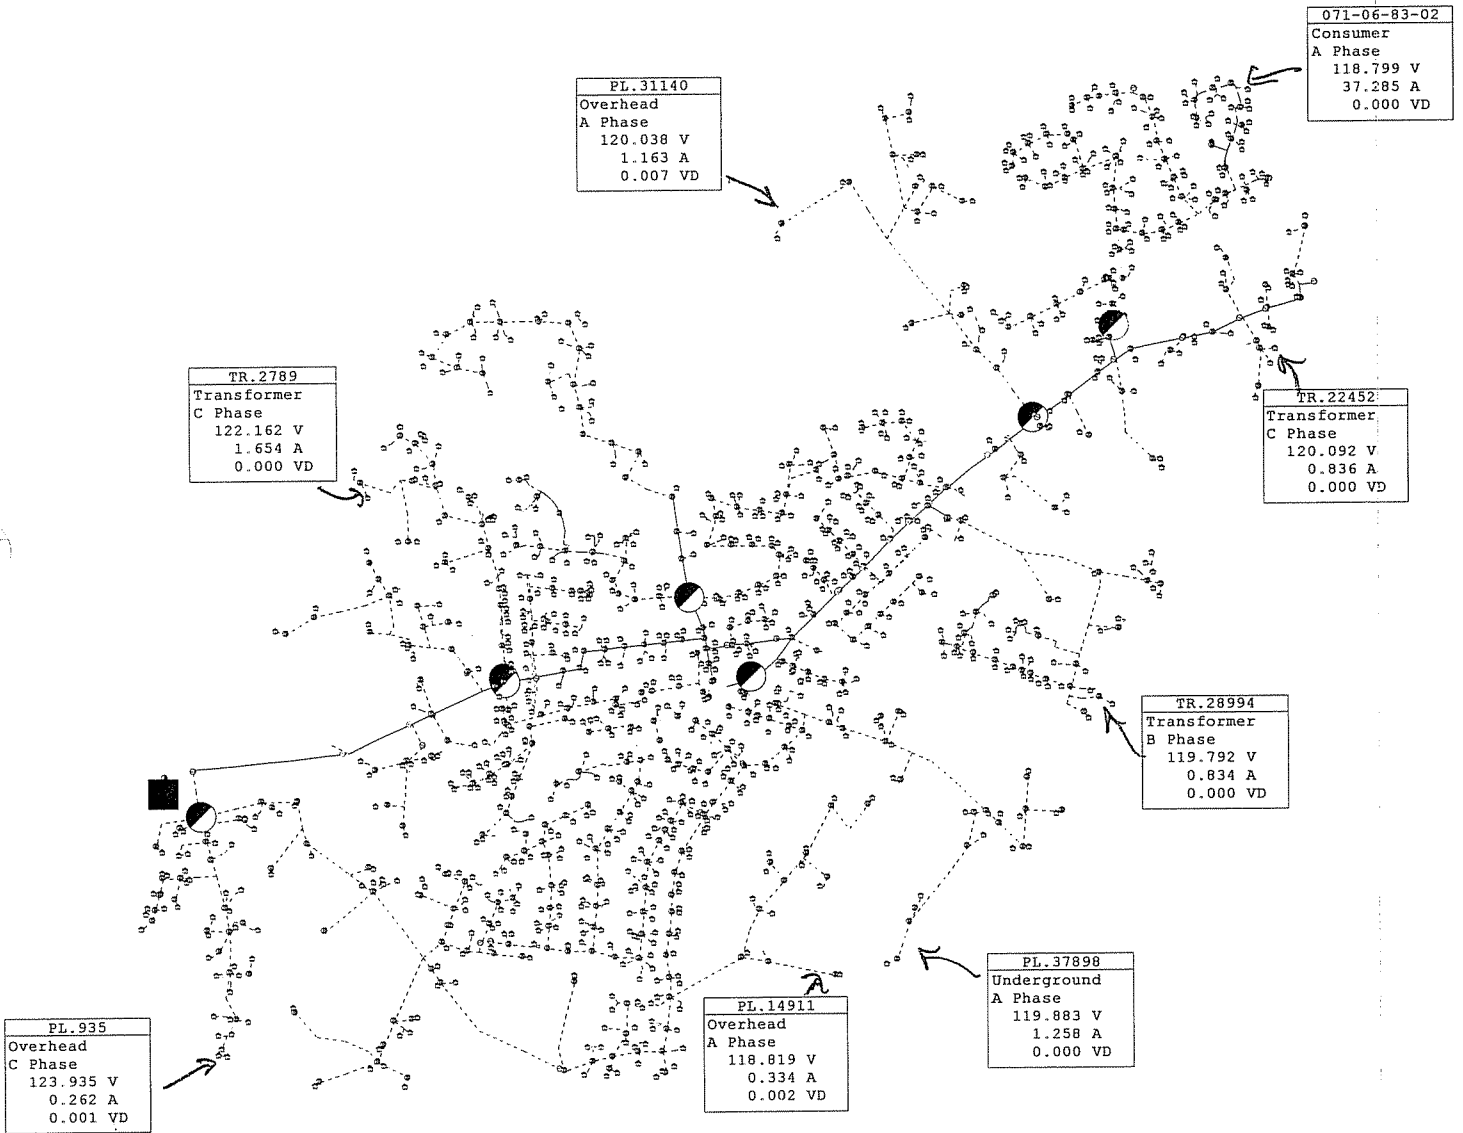 071-06-83-02
Consumer
A Phase
118.799 V
37.285 A
0.000 VD
PL.31140
Overhead
A Phase
120.038 V
1.163 A
0.007 VD
TR.2789
Transformer
C Phase
122.162 V
1.654 A
0.000 VD
TR.22452
Transformer
C Phase
120.092 V
0.836 A
0.000 VD
TR.28994
Transformer
B Phase
119.792 V
0.834 A
0.000 VD
PL.37898
Underground
A Phase
119.883 V
1.258 A
0.000 VD
PL.14911
Overhead
A Phase
118.819 V
0.334 A
0.002 VD
PL.935
Overhead
C Phase
123.935 V
0.262 A
0.001 VD